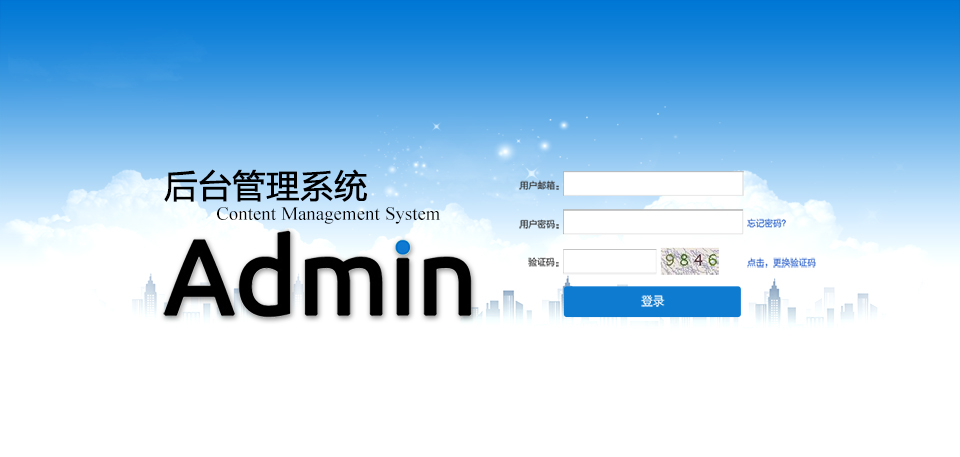 后台管理系统
Content Management System
Admin
用户邮箱:
用户密码: 忘记密码?
验证码: 9846 点击，更换验证码
登录